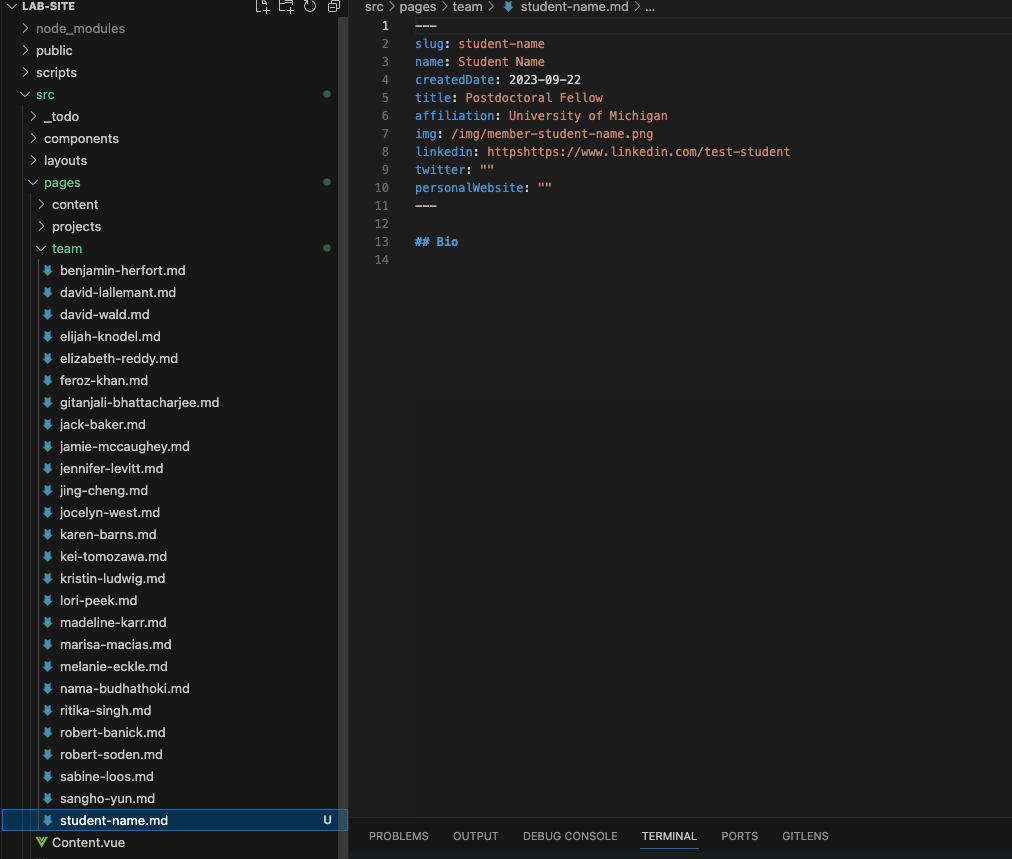 LAB-SITE
node_modules
public
scripts
src
_todo
components
layouts
pages
content
projects
team
benjamin-herfort.md
david-lallemant.md
david-wald.md
elijah-knodel.md
elizabeth-reddy.md
feroz-khan.md
gitanjali-bhattacharjee.md
jack-baker.md
jamie-mccaughey.md
jennifer-levitt.md
jing-cheng.md
jocelyn-west.md
karen-barns.md
kei-tomozawa.md
kristin-ludwig.md
lori-peek.md
madeline-karr.md
marisa-macias.md
melanie-eckle.md
nama-budhathoki.md
ritika-singh.md
robert-banick.md
robert-soden.md
sabine-loos.md
sangho-yun.md
student-name.md U
Content.vue
src > pages > team > student-name.md > ...
1 ---
2 slug: student-name
3 name: Student Name
4 createdDate: 2023-09-22
5 title: Postdoctoral Fellow
6 affiliation: University of Michigan
7 img: /img/member-student-name.png
8 linkedin: httpshttps://www.linkedin.com/test-student
9 twitter: ""
10 personalWebsite: ""
11 ---
12
13 ## Bio
14
PROBLEMS OUTPUT DEBUG CONSOLE TERMINAL PORTS GITLENS